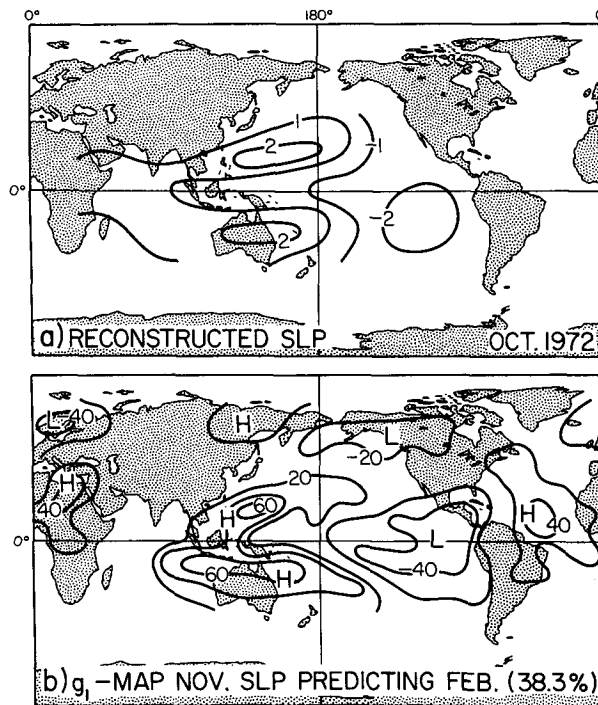 0° 180° 0
1
2
-1
0°
-2
2
a) RECONSTRUCTED SLP OCT. 1972
L -40
H
L
-20
H
40
20
H
60
H
40
0°
L
-40
60
H
b) g₁-MAP NOV. SLP PREDICTING FEB. (38.3%)